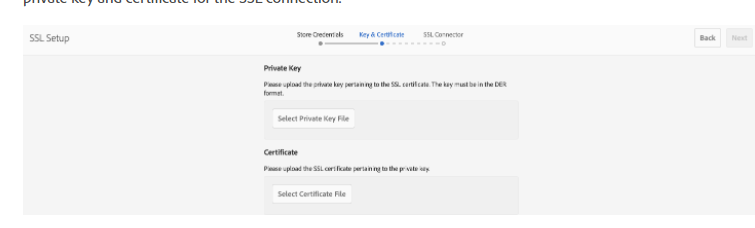 private key and certificate for the SSL connection.
SSL Setup
Store Credentials Key & Certificate SSL Connector
Back Next
Private Key
Please upload the private key pertaining to the SSL certificate. The key must be in the DER
format.
Select Private Key File
Certificate
Please upload the SSL certificate pertaining to the private key.
Select Certificate File